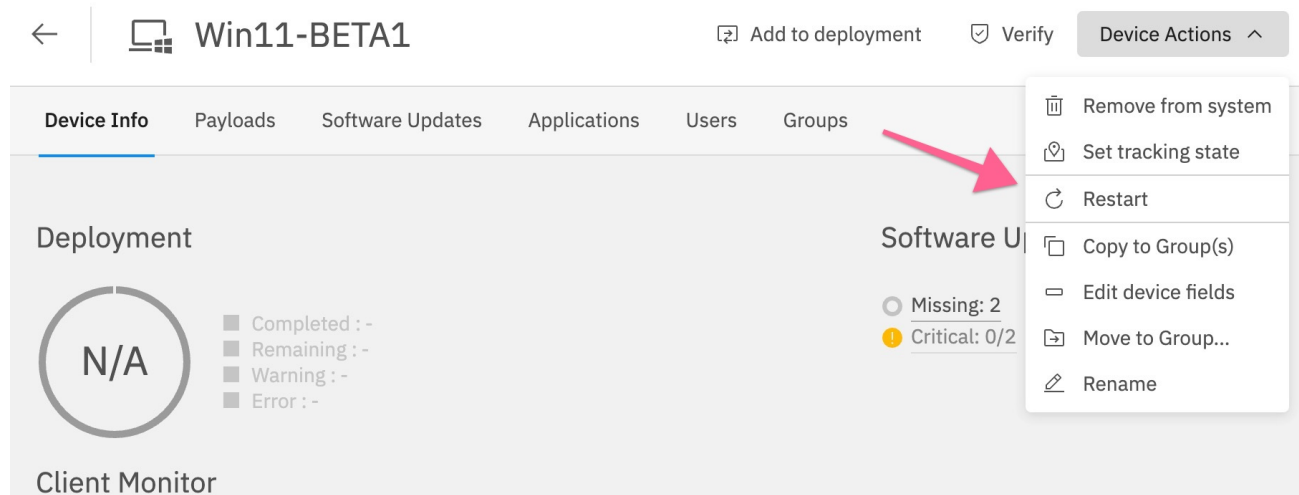 Win11-BETA1
Add to deployment
Verify
Device Actions
Device Info
Payloads
Software Updates
Applications
Users
Groups
Remove from system
Set tracking state
Restart
Copy to Group(s)
Edit device fields
Move to Group...
Rename
Deployment
N/A
Completed : -
Remaining : -
Warning : -
Error : -
Software
Missing: 2
Critical: 0/2
Client Monitor